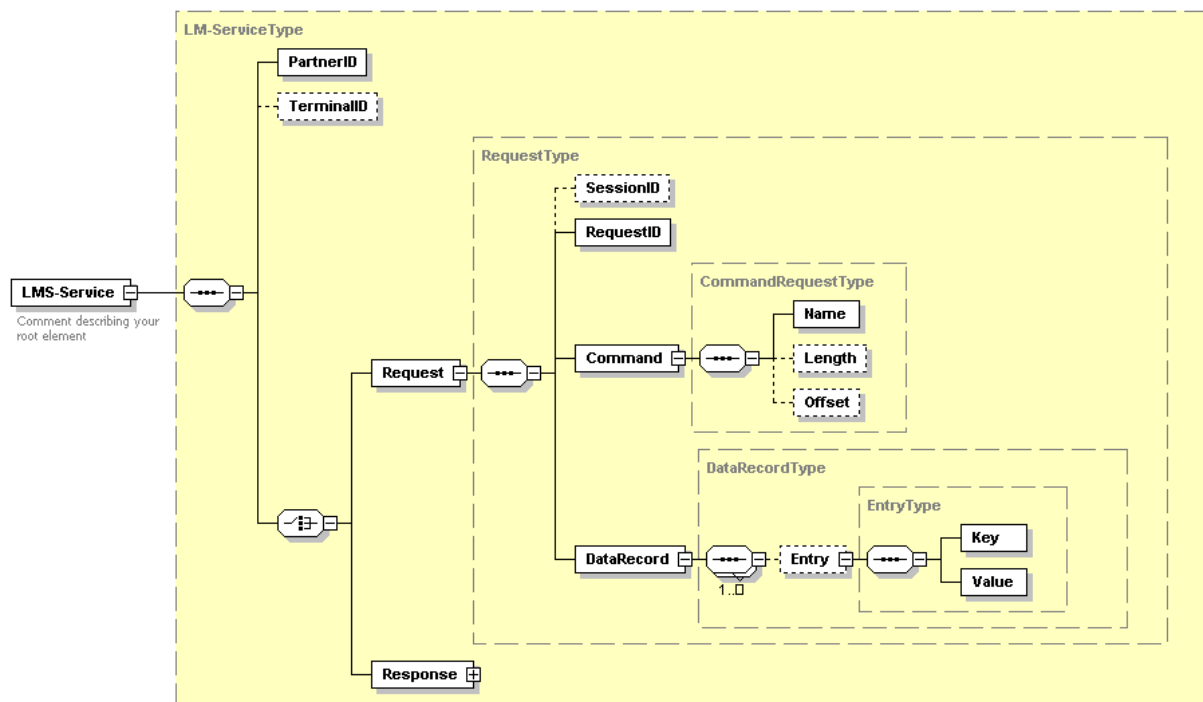 LM-ServiceType
PartnerID
TerminalID
RequestType
SessionID
RequestID
LMS-Service
Comment describing your
root element
CommandRequestType
Name
Request
Command
Length
Offset
DataRecordType
EntryType
Key
DataRecord
Entry
Value
1..
Response